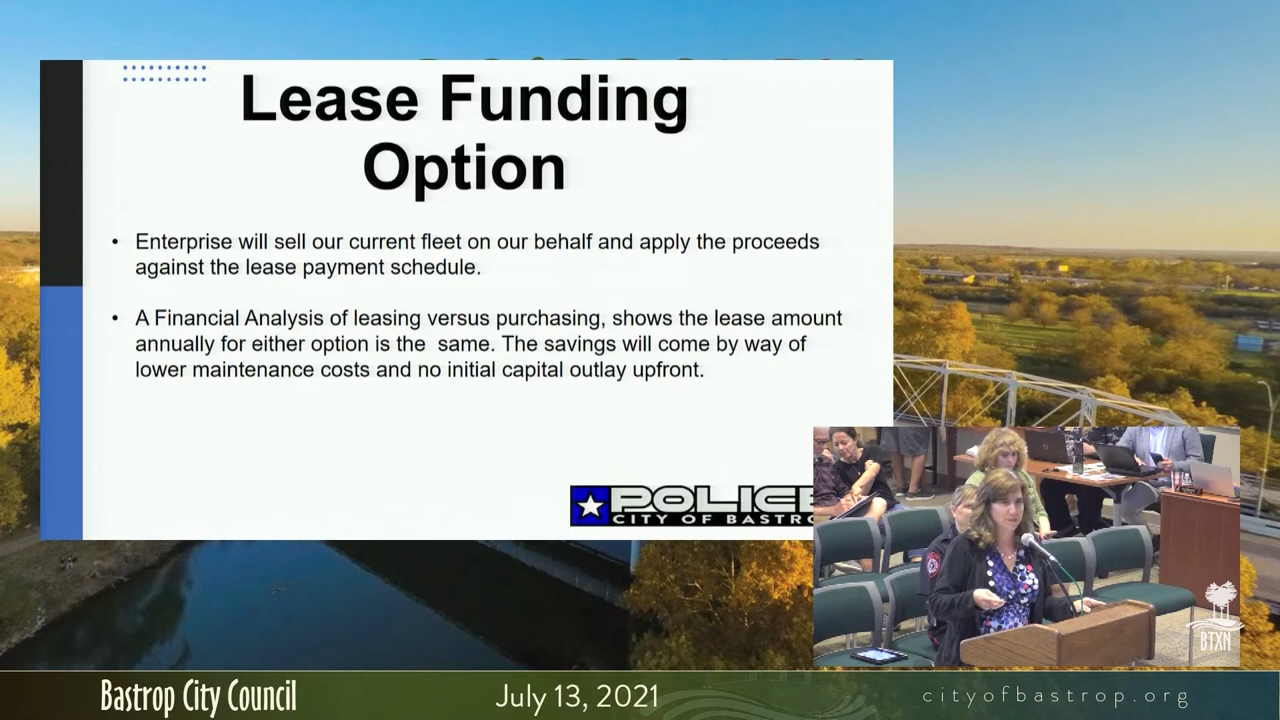 Lease Funding
Option
• Enterprise will sell our current fleet on our behalf and apply the proceeds
against the lease payment schedule.
• A Financial Analysis of leasing versus purchasing, shows the lease amount
annually for either option is the  same. The savings will come by way of
lower maintenance costs and no initial capital outlay upfront.
POLICE
CITY OF BASTRO
BTXN
Bastrop City Council
July 13, 2021
cityofbastrop.org